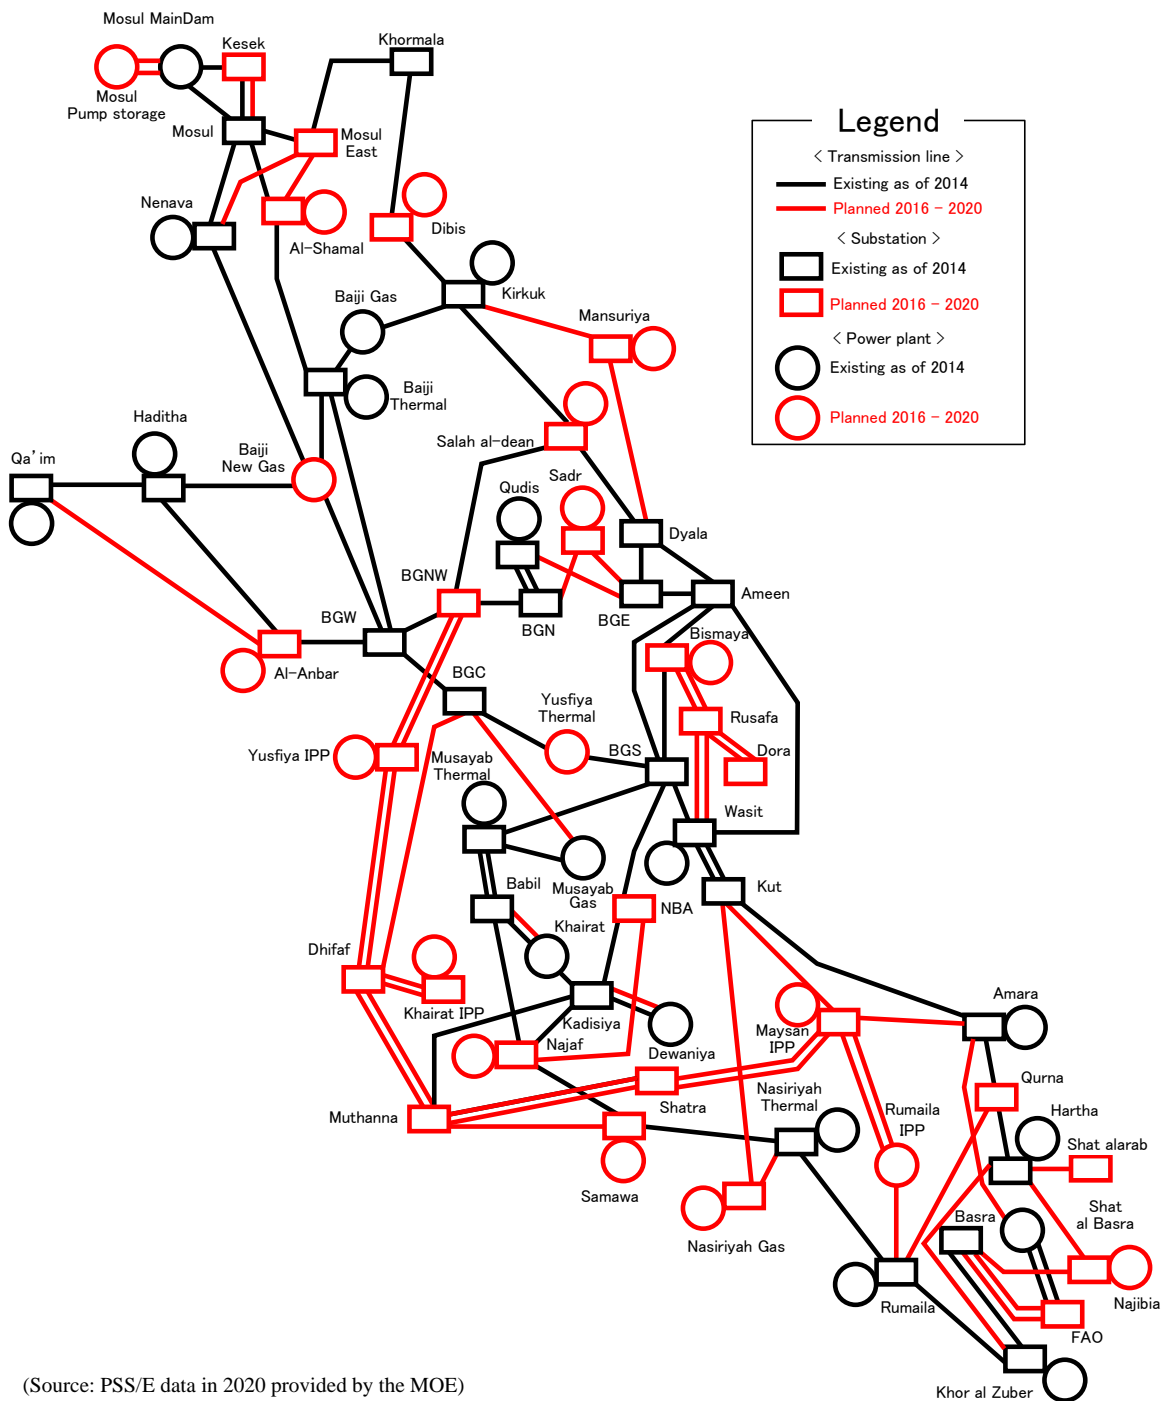 Mosul MainDam
Kesek
Khormala
Mosul
Pump storage
Mosul
Mosul
East
Nenava
Al-Shamal
Dibis
Kirkuk
Baiji Gas
Mansuriya
Baiji
Thermal
Haditha
Salah al-dean
Qa'im
Baiji
New Gas
Sadr
Qudis
Dyala
BGNW
Ameen
BGW
BGN
BGE
Bismaya
Al-Anbar
BGC
Yusfiya
Thermal
Rusafa
Yusfiya IPP
Musayab
Thermal
BGS
Dora
Wasit
Babil
Musayab
Gas
Kut
Khairat
NBA
Dhifaf
Khairat IPP
Kadisiya
Dewaniya
Maysan
IPP
Amara
Najaf
Nasiriyah
Thermal
Qurna
Muthanna
Shatra
Rumaila
IPP
Hartha
Shat alarab
Samawa
Shat
al Basra
Basra
Nasiriyah Gas
Rumaila
Najibia
FAO
Khor al Zuber
Legend
< Transmission line >
Existing as of 2014
Planned 2016 - 2020
< Substation >
Existing as of 2014
Planned 2016 - 2020
< Power plant >
Existing as of 2014
Planned 2016 - 2020
(Source: PSS/E data in 2020 provided by the MOE)